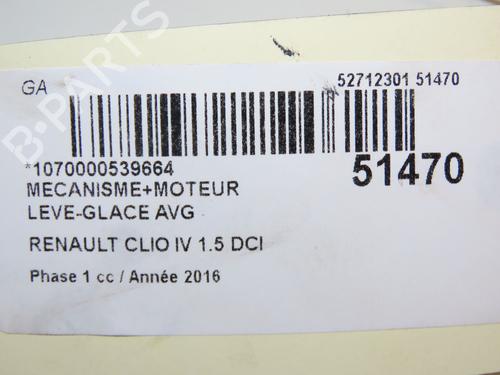 GA
52712301 51470
*1070000539664
51470
MECANISME+MOTEUR
LEVE-GLACE AVG
RENAULT CLIO IV 1.5 DCI
Phase 1 cc / Année 2016
B-PARTS